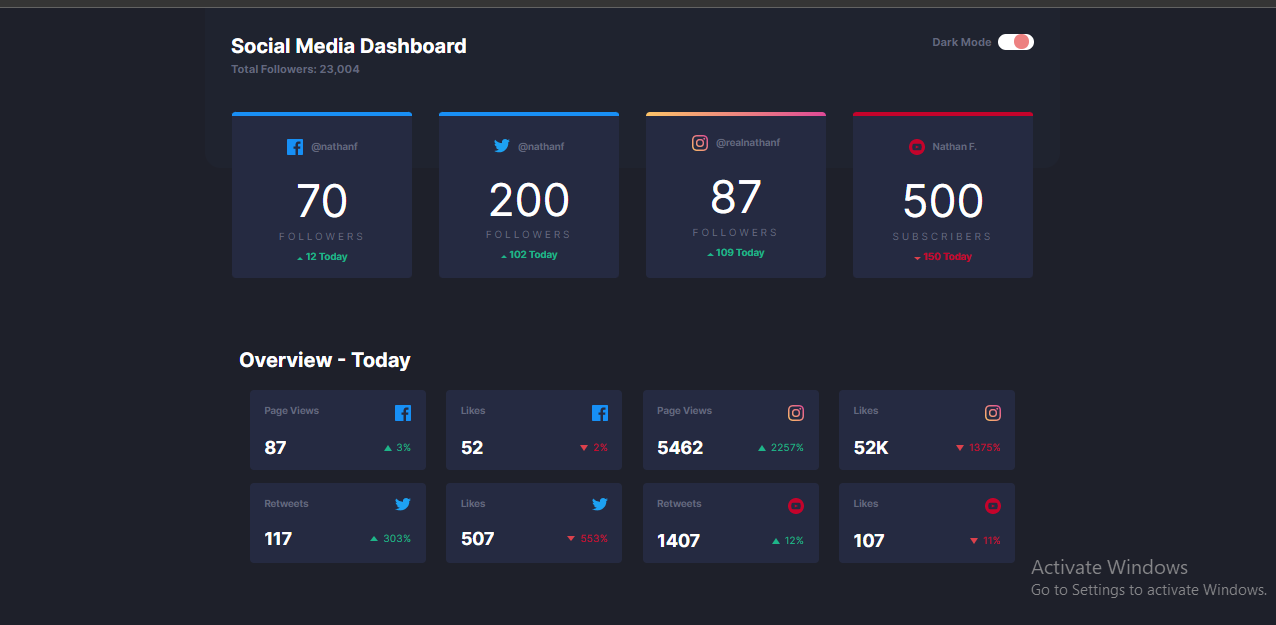 Social Media Dashboard
Dark Mode
Total Followers: 23,004
@nathanf
70
FOLLOWERS
12 Today
@nathanf
200
FOLLOWERS
102 Today
@realnathanf
87
FOLLOWERS
109 Today
Nathan F.
500
SUBSCRIBERS
150 Today
Overview - Today
Page Views
87
3%
Likes
52
2%
Page Views
5462
2257%
Likes
52K
1375%
Retweets
117
303%
Likes
507
553%
Retweets
1407
12%
Likes
107
11%
Activate Windows
Go to Settings to activate Windows.